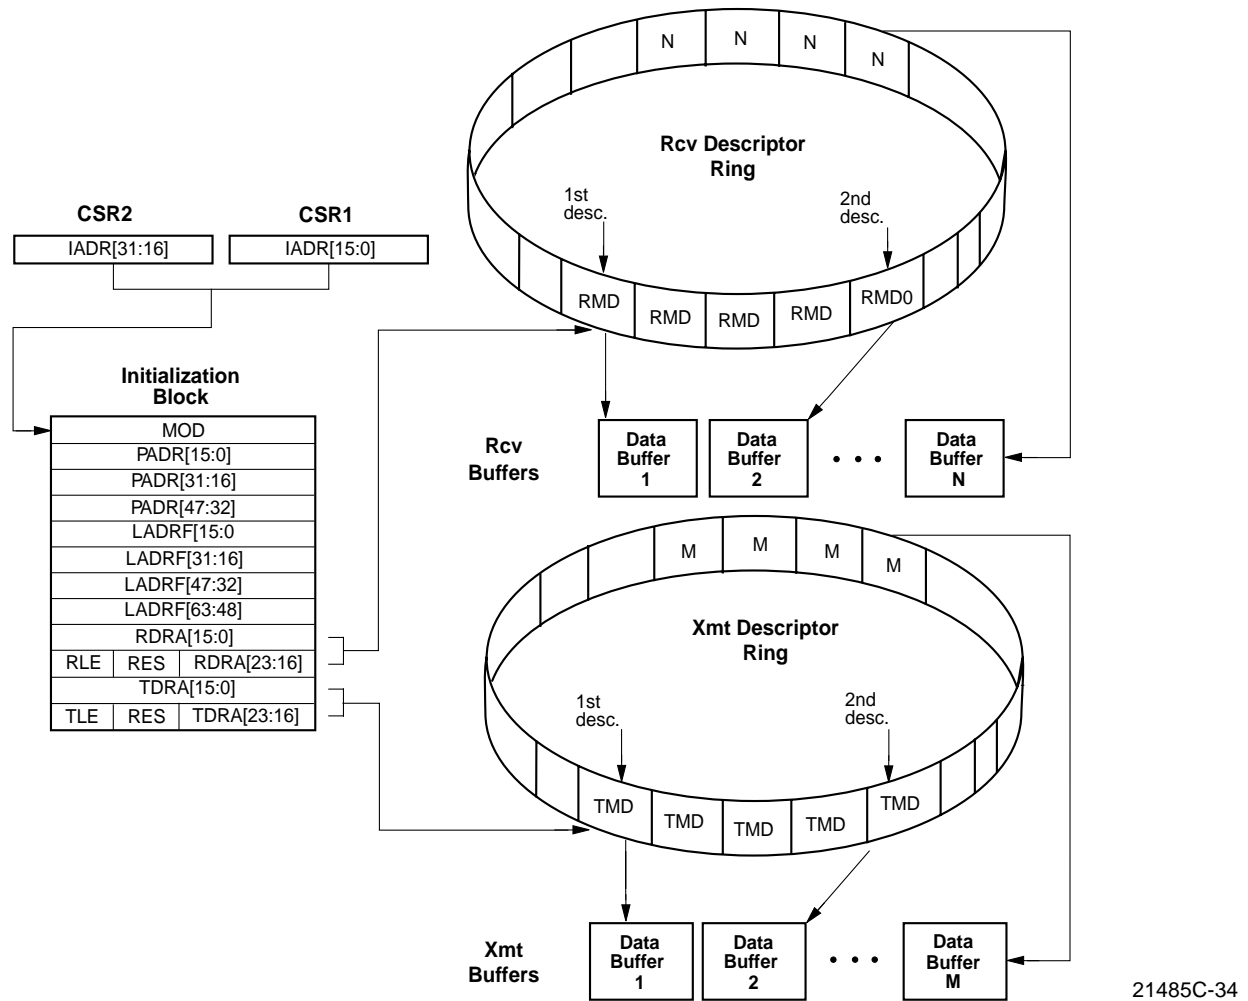 N N N N
Rcv Descriptor
Ring
1st
desc.
2nd
desc.
CSR2 CSR1
IADR[31:16] IADR[15:0]
RMD RMD RMD RMD RMD0
Initialization
Block
MOD
PADR[15:0]
PADR[31:16]
PADR[47:32]
LADRF[15:0
LADRF[31:16]
LADRF[47:32]
LADRF[63:48]
RDRA[15:0]
RLE RES RDRA[23:16]
TDRA[15:0]
TLE RES TDRA[23:16]
Rcv
Buffers
Data
Buffer
1
Data
Buffer
2
• • •
Data
Buffer
N
M M M M
Xmt Descriptor
Ring
1st
desc.
2nd
desc.
TMD TMD TMD TMD TMD
Xmt
Buffers
Data
Buffer
1
Data
Buffer
2
• • •
Data
Buffer
M
21485C-34